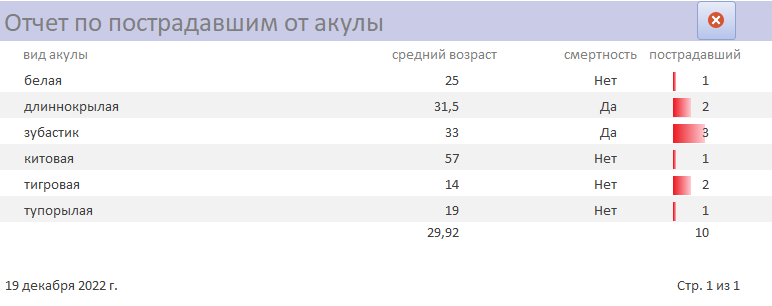 Отчет по пострадавшим от акулы
вид акулы средний возраст смертность пострадавший
белая 25 Нет 1
длиннокрылая 31,5 Да 2
зубастик 33 Да 3
китовая 57 Нет 1
тигровая 14 Нет 2
тупорылая 19 Нет 1
29,92 10
19 декабря 2022 г. Стр. 1 из 1